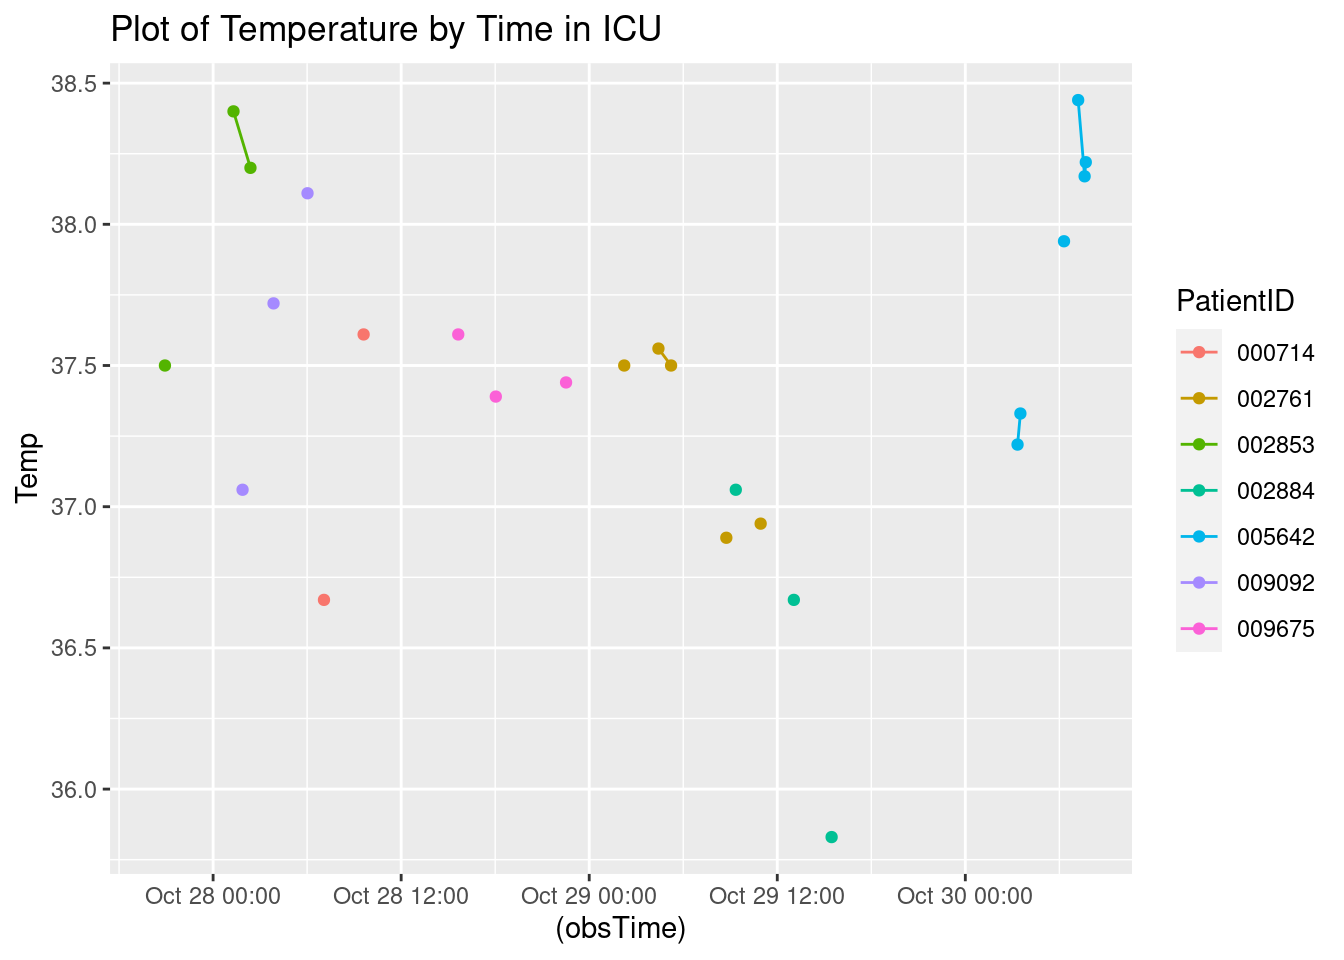 Plot of Temperature by Time in ICU
38.5
38.0
37.5
37.0
36.5
36.0
Temp
Oct 28 00:00 Oct 28 12:00 Oct 29 00:00 Oct 29 12:00 Oct 30 00:00
(obsTime)
PatientID
000714
002761
002853
002884
005642
009092
009675